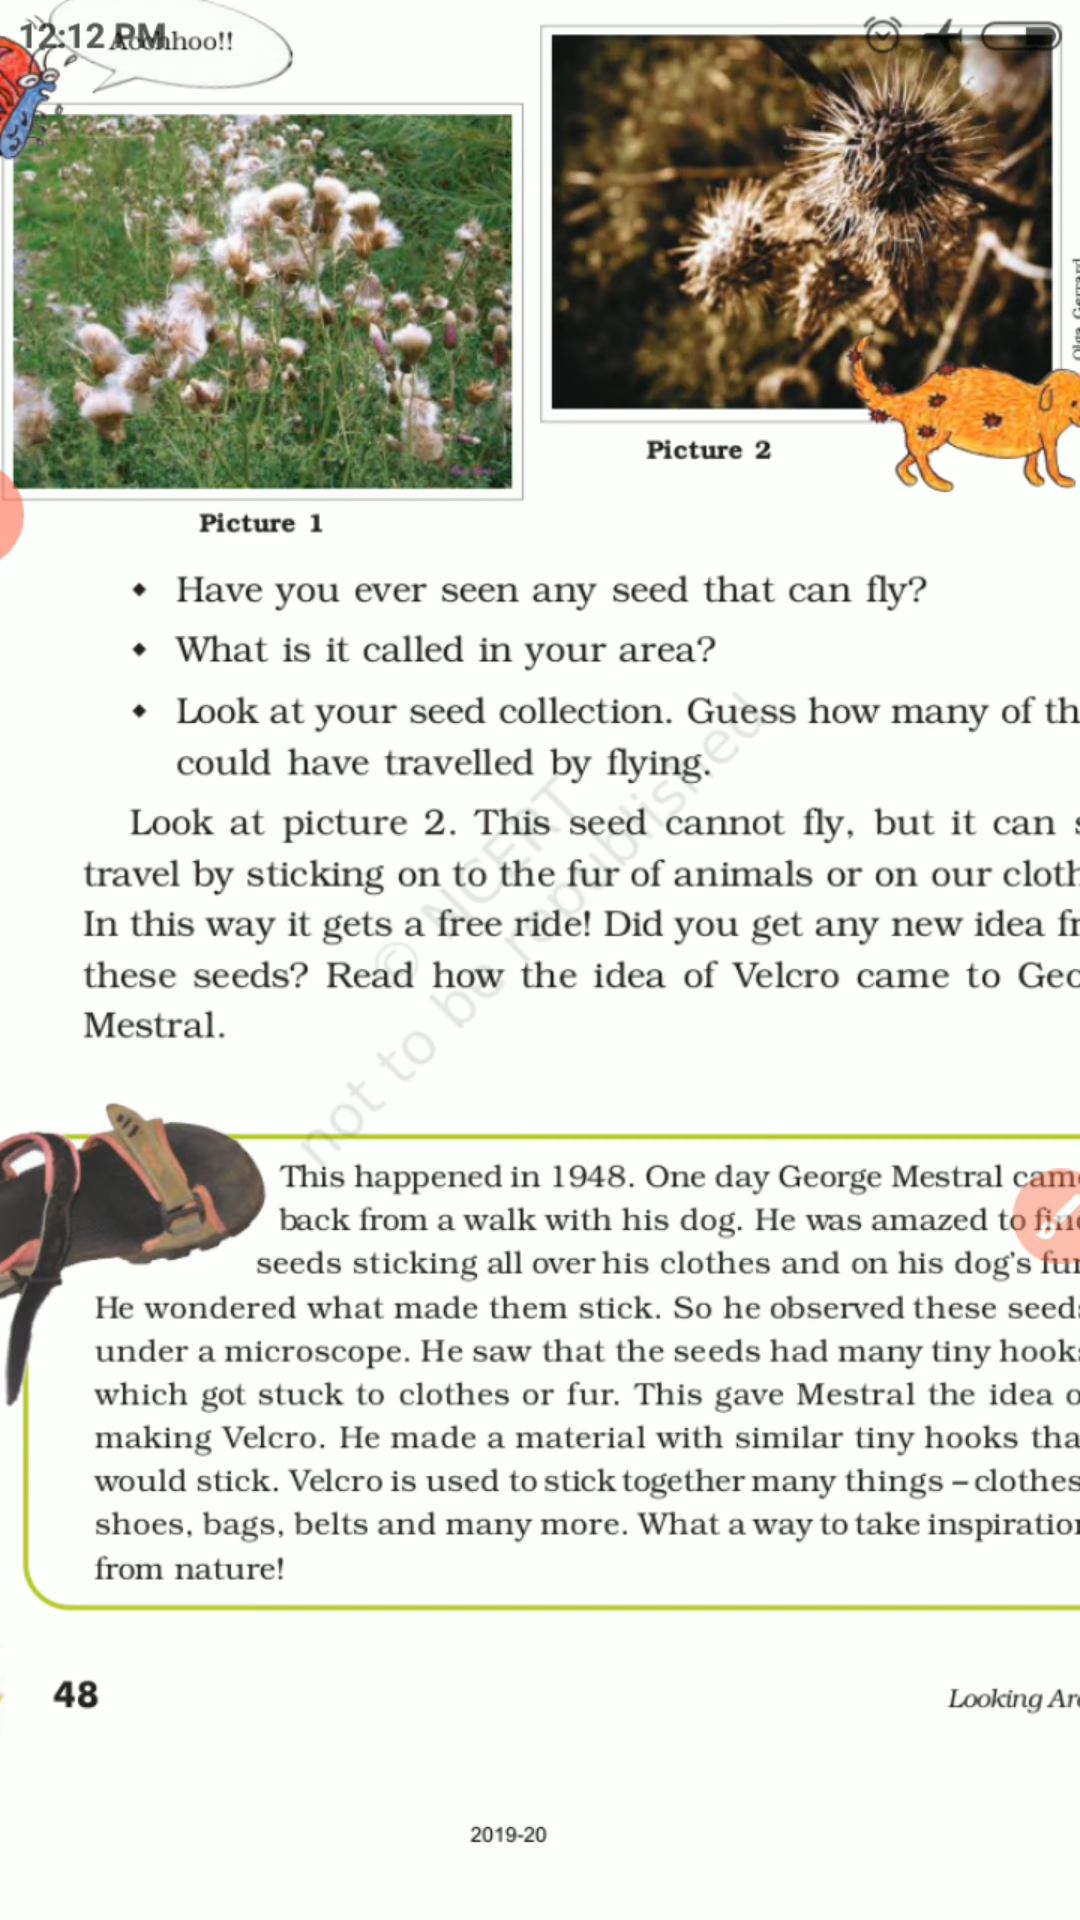 12:12 PM
Picture 2
Picture 1
Have you ever seen any seed that can fly?
What is it called in your area?
Look at your seed collection. Guess how many of th
could have travelled by flying.
Look at picture 2. This seed cannot fly, but it can s
travel by sticking on to the fur of animals or on our cloth
In this way it gets a free ride! Did you get any new idea fr
these seeds? Read how the idea of Velcro came to Geo
Mestral.
© NCERT
not to be republished
This happened in 1948. One day George Mestral came
back from a walk with his dog. He was amazed to find
seeds sticking all over his clothes and on his dog's fur
He wondered what made them stick. So he observed these seeds
under a microscope. He saw that the seeds had many tiny hooks
which got stuck to clothes or fur. This gave Mestral the idea o
making Velcro. He made a material with similar tiny hooks tha
would stick. Velcro is used to stick together many things – clothes
shoes, bags, belts and many more. What a way to take inspiration
from nature!
48
Looking Aro
2019-20